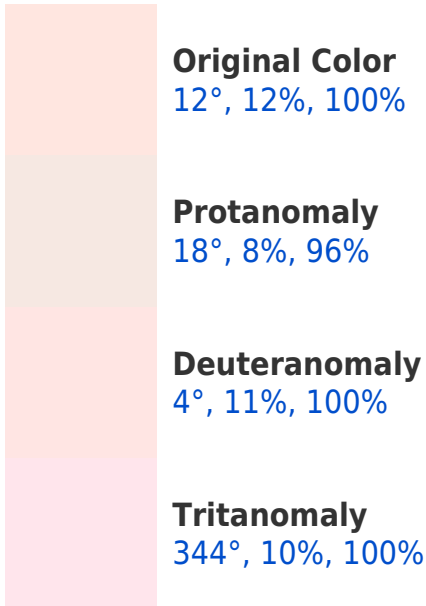 Original Color
12°, 12%, 100%
Protanomaly
18°, 8%, 96%
Deuteranomaly
4°, 11%, 100%
Tritanomaly
344°, 10%, 100%